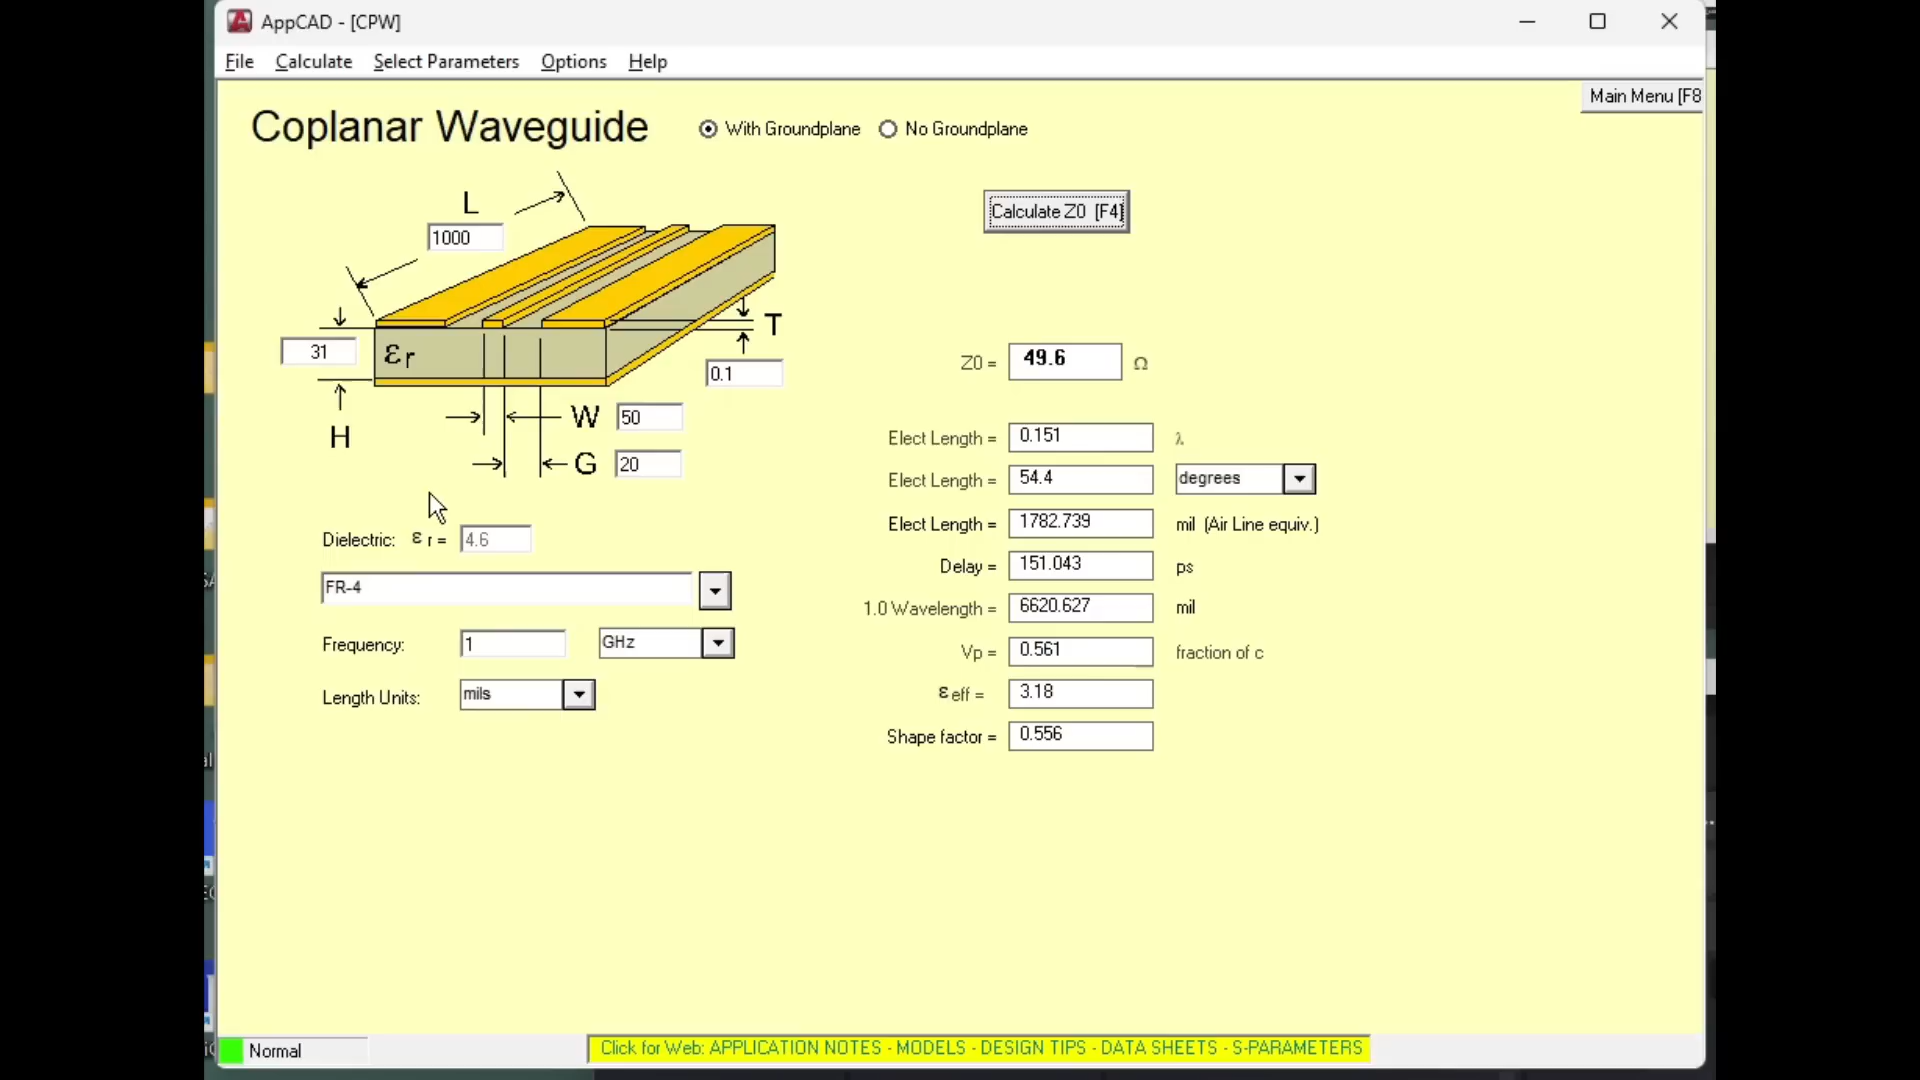 AppCAD - [CPW]
File Calculate Select Parameters Options Help
Main Menu [F8
Coplanar Waveguide
With Groundplane No Groundplane
L
1000
Calculate Z0 [F4]
T
0.1
31
εr
H
W 50
G 20
Z0 = 49.6 Ω
Elect Length = 0.151 λ
Elect Length = 54.4 degrees
Elect Length = 1782.739 mil (Air Line equiv.)
Delay = 151.043 ps
1.0 Wavelength = 6620.627 mil
Vp = 0.561 fraction of c
εeff = 3.18
Shape factor = 0.556
Dielectric: εr = 4.6
FR-4
Frequency: 1 GHz
Length Units: mils
Normal
Click for Web: APPLICATION NOTES - MODELS - DESIGN TIPS - DATA SHEETS - S-PARAMETERS